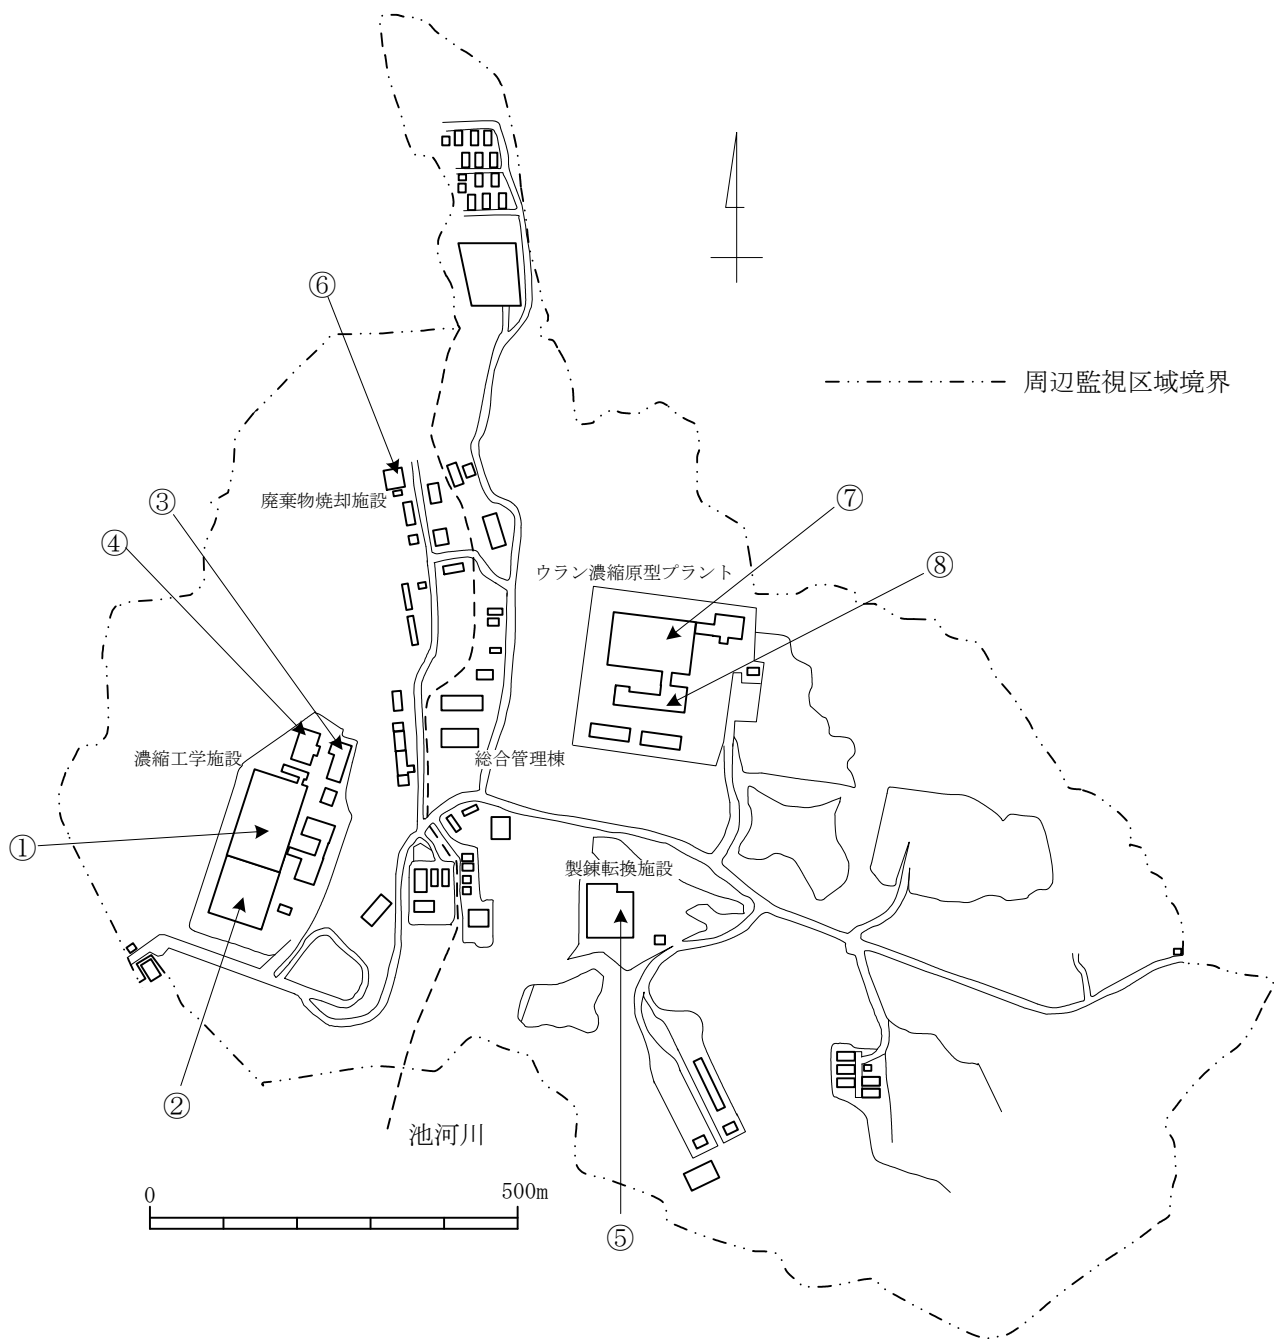 ⑥
周辺監視区域境界
③
廃棄物焼却施設
⑦
④
ウラン濃縮原型プラント
⑧
濃縮工学施設
総合管理棟
①
製錬転換施設
②
池河川
0
500m
⑤